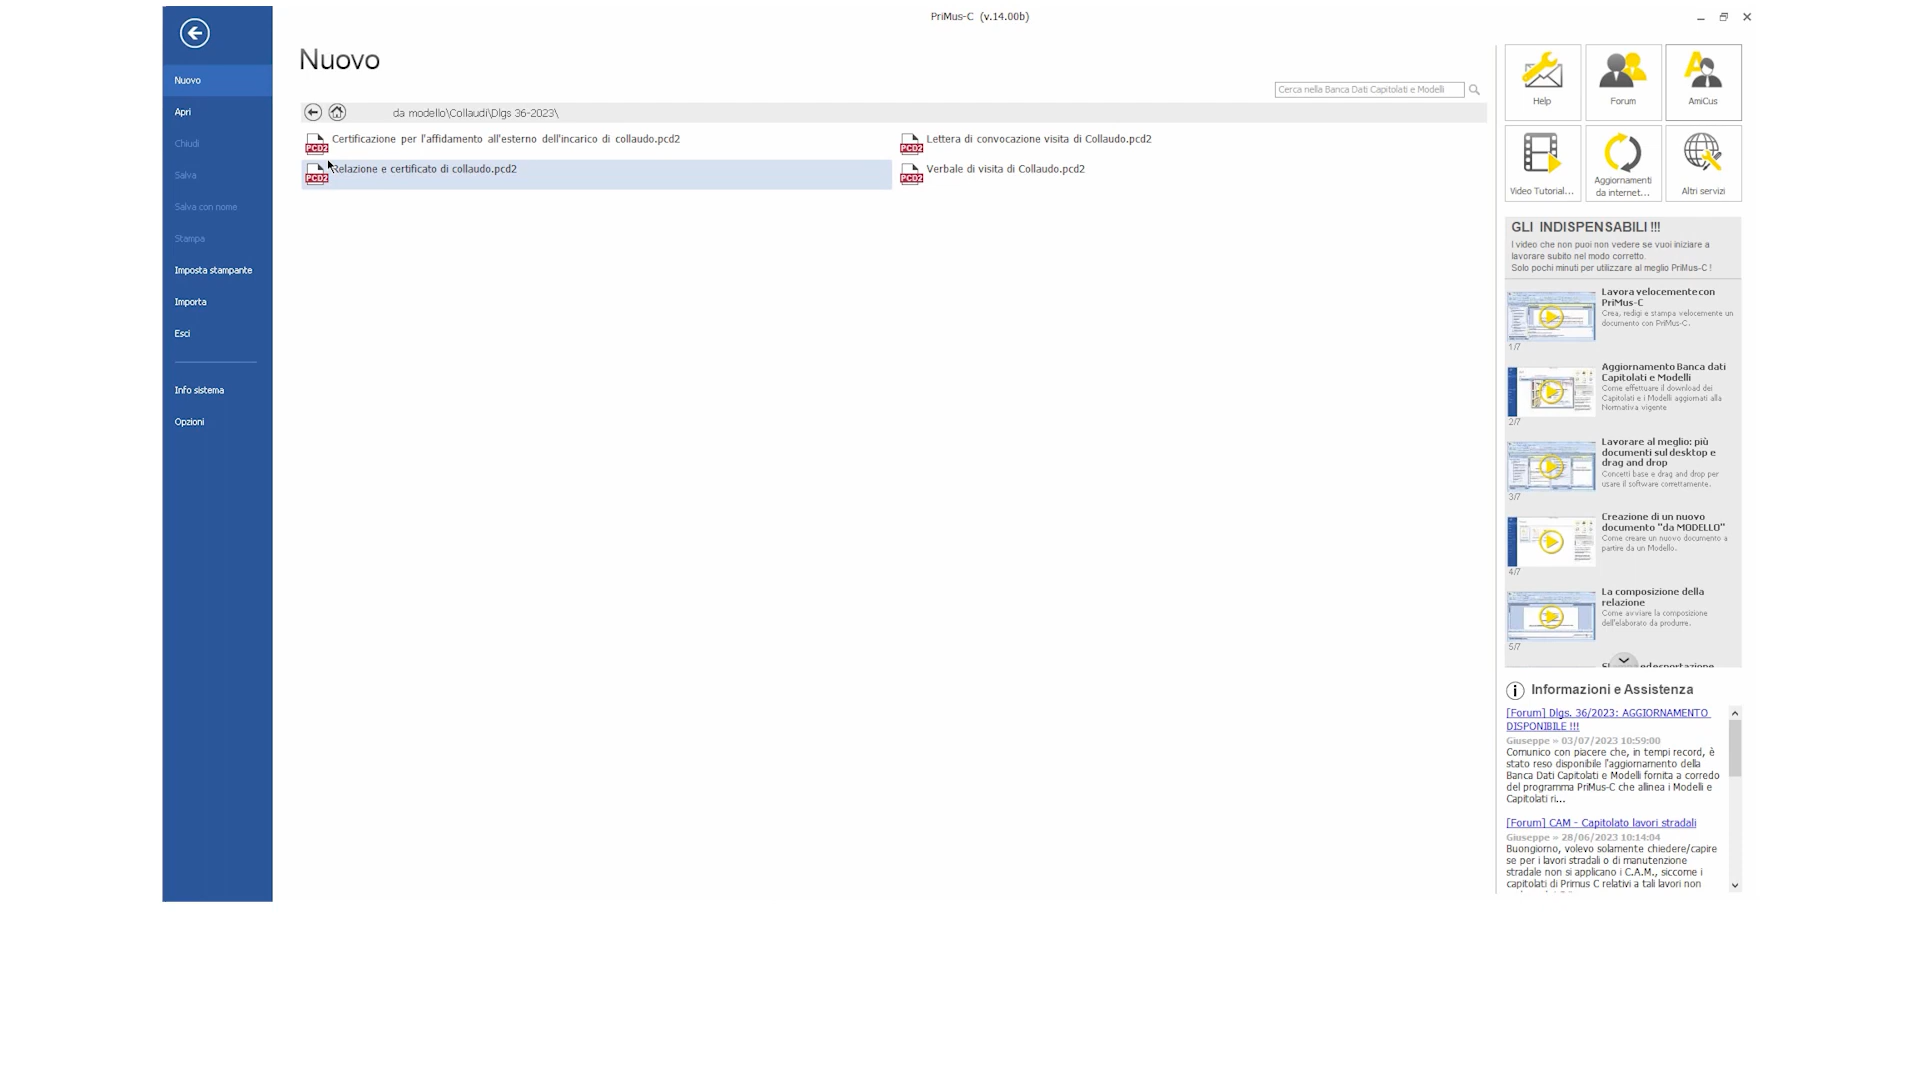 PriMus-C (v.14.00b)
Nuovo
Apri
Chiudi
Salva
Salva con nome
Stampa
Imposta stampante
Importa
Esci
Info sistema
Opzioni
Nuovo
Cerca nella Banca Dati Capitolati e Modelli
da modello\Collaudi\Dlgs 36-2023\
PCD2 Certificazione per l'affidamento all'esterno dell'incarico di collaudo.pcd2
PCD2 Lettera di convocazione visita di Collaudo.pcd2
PCD2 Relazione e certificato di collaudo.pcd2
PCD2 Verbale di visita di Collaudo.pcd2
Help
Forum
AmiCus
Video Tutorial...
Aggiornamenti
da internet...
Altri servizi
GLI INDISPENSABILI !!!
I video che non puoi non vedere se vuoi iniziare a
lavorare subito nel modo corretto.
Solo pochi minuti per utilizzare al meglio PriMus-C !
Lavora velocemente con
PriMus-C
Crea, redigi e stampa velocemente un
documento con PriMus-C.
1/7
Aggiornamento Banca dati
Capitolati e Modelli
Come effettuare il download dei
Capitolati e i Modelli aggiornati alla
Normativa vigente
2/7
Lavorare al meglio: più
documenti sul desktop e
drag and drop
Concetti base e drag and drop per
usare il software correttamente.
3/7
Creazione di un nuovo
documento "da MODELLO"
Come creare un nuovo documento a
partire da un Modello.
4/7
La composizione della
relazione
Come avviare la composizione
dell'elaborato da produrre.
5/7
Informazioni e Assistenza
[Forum] Dlgs. 36/2023: AGGIORNAMENTO
DISPONIBILE !!!
Giuseppe » 03/07/2023 10:59:00
Comunico con piacere che, in tempi record, è
stato reso disponibile l'aggiornamento della
Banca Dati Capitolati e Modelli fornita a corredo
del programma PriMus-C che allinea i Modelli e
Capitolati ri...
[Forum] CAM - Capitolato lavori stradali
Giuseppe » 28/06/2023 10:14:04
Buongiorno, volevo solamente chiedere/capire
se per i lavori stradali o di manutenzione
stradale non si applicano i C.A.M., siccome i
capitolati di Primus C relativi a tali lavori non